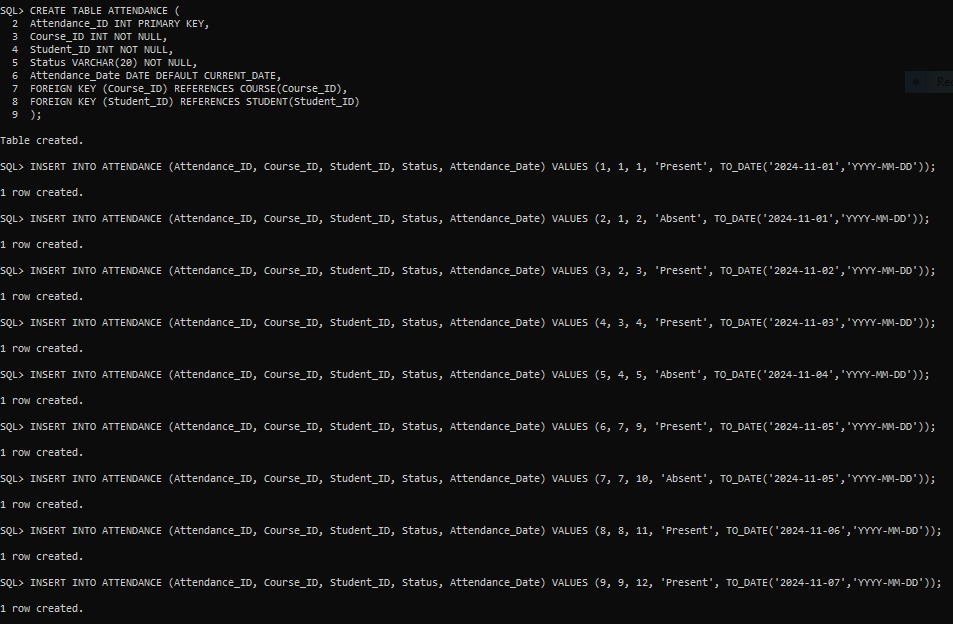 SQL> CREATE TABLE ATTENDANCE (
  2  Attendance_ID INT PRIMARY KEY,
  3  Course_ID INT NOT NULL,
  4  Student_ID INT NOT NULL,
  5  Status VARCHAR(20) NOT NULL,
  6  Attendance_Date DATE DEFAULT CURRENT_DATE,
  7  FOREIGN KEY (Course_ID) REFERENCES COURSE(Course_ID),
  8  FOREIGN KEY (Student_ID) REFERENCES STUDENT(Student_ID)
  9  );
Table created.
SQL> INSERT INTO ATTENDANCE (Attendance_ID, Course_ID, Student_ID, Status, Attendance_Date) VALUES (1, 1, 1, 'Present', TO_DATE('2024-11-01','YYYY-MM-DD'));
1 row created.
SQL> INSERT INTO ATTENDANCE (Attendance_ID, Course_ID, Student_ID, Status, Attendance_Date) VALUES (2, 1, 2, 'Absent', TO_DATE('2024-11-01','YYYY-MM-DD'));
1 row created.
SQL> INSERT INTO ATTENDANCE (Attendance_ID, Course_ID, Student_ID, Status, Attendance_Date) VALUES (3, 2, 3, 'Present', TO_DATE('2024-11-02','YYYY-MM-DD'));
1 row created.
SQL> INSERT INTO ATTENDANCE (Attendance_ID, Course_ID, Student_ID, Status, Attendance_Date) VALUES (4, 3, 4, 'Present', TO_DATE('2024-11-03','YYYY-MM-DD'));
1 row created.
SQL> INSERT INTO ATTENDANCE (Attendance_ID, Course_ID, Student_ID, Status, Attendance_Date) VALUES (5, 4, 5, 'Absent', TO_DATE('2024-11-04','YYYY-MM-DD'));
1 row created.
SQL> INSERT INTO ATTENDANCE (Attendance_ID, Course_ID, Student_ID, Status, Attendance_Date) VALUES (6, 7, 9, 'Present', TO_DATE('2024-11-05','YYYY-MM-DD'));
1 row created.
SQL> INSERT INTO ATTENDANCE (Attendance_ID, Course_ID, Student_ID, Status, Attendance_Date) VALUES (7, 7, 10, 'Absent', TO_DATE('2024-11-05','YYYY-MM-DD'));
1 row created.
SQL> INSERT INTO ATTENDANCE (Attendance_ID, Course_ID, Student_ID, Status, Attendance_Date) VALUES (8, 8, 11, 'Present', TO_DATE('2024-11-06','YYYY-MM-DD'));
1 row created.
SQL> INSERT INTO ATTENDANCE (Attendance_ID, Course_ID, Student_ID, Status, Attendance_Date) VALUES (9, 9, 12, 'Present', TO_DATE('2024-11-07','YYYY-MM-DD'));
1 row created.